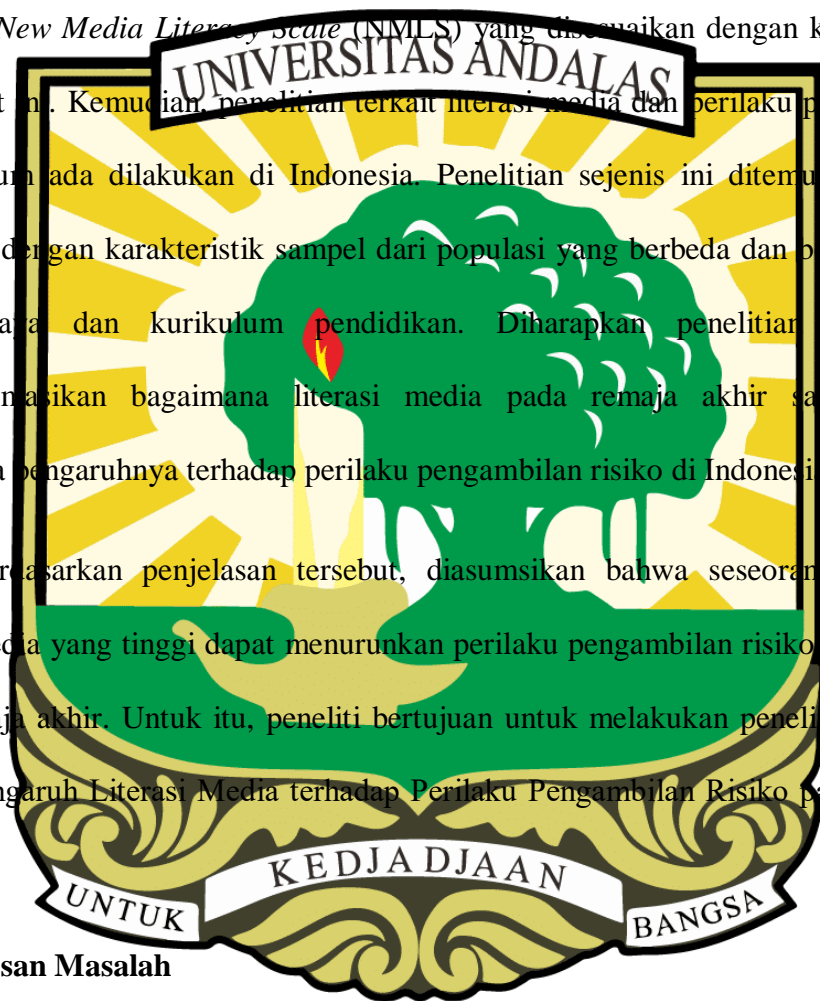 New Media Literacy Scale (NMLS) yang disesuaikan dengan k
UNIVERSITAS ANDALAS
t ini. Kemudian, penelitian terkait literasi media dan perilaku p
um ada dilakukan di Indonesia. Penelitian sejenis ini ditemu
dengan karakteristik sampel dari populasi yang berbeda dan b
aya dan kurikulum pendidikan. Diharapkan penelitian
masikan bagaimana literasi media pada remaja akhir sa
a pengaruhnya terhadap perilaku pengambilan risiko di Indonesia
rdasarkan penjelasan tersebut, diasumsikan bahwa seseoran
edia yang tinggi dapat menurunkan perilaku pengambilan risiko
aja akhir. Untuk itu, peneliti bertujuan untuk melakukan peneli
ngaruh Literasi Media terhadap Perilaku Pengambilan Risiko pa
UNTUK KEDJADJAAN BANGSA
san Masalah